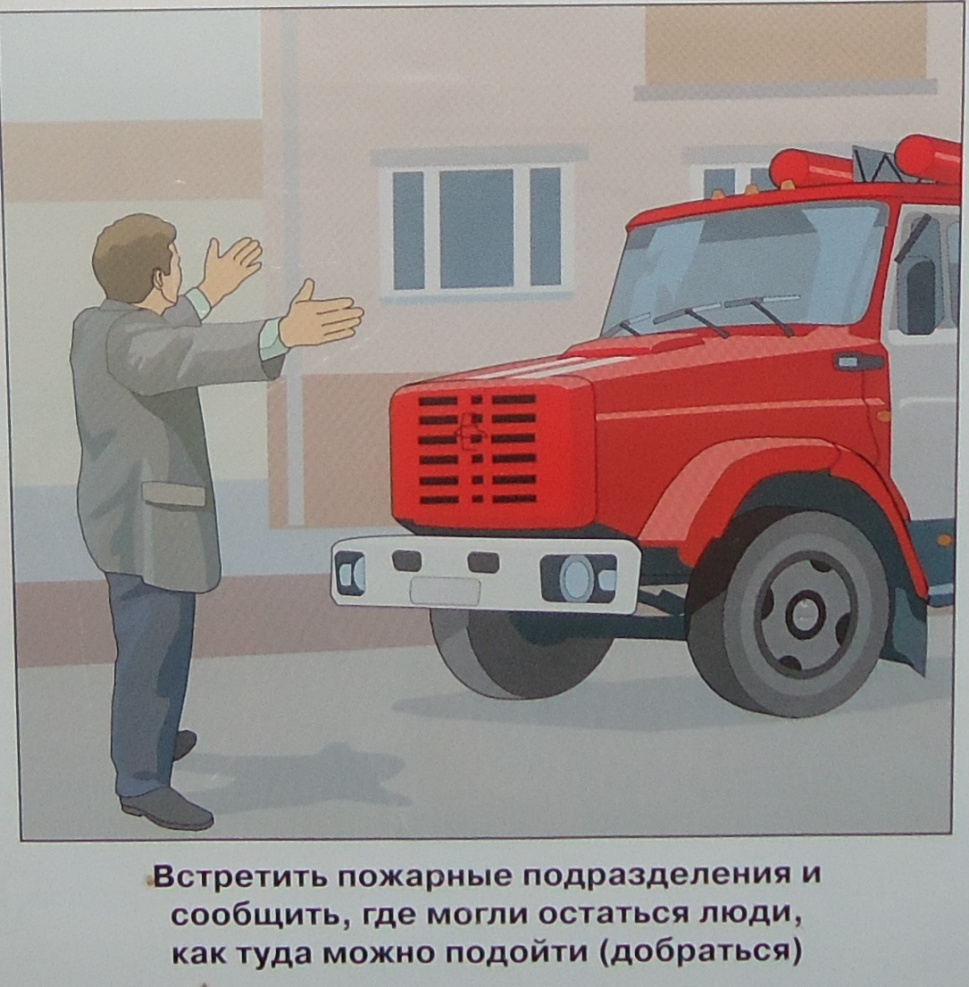 Встретить пожарные подразделения и
сообщить, где могли остаться люди,
как туда можно подойти (добраться)